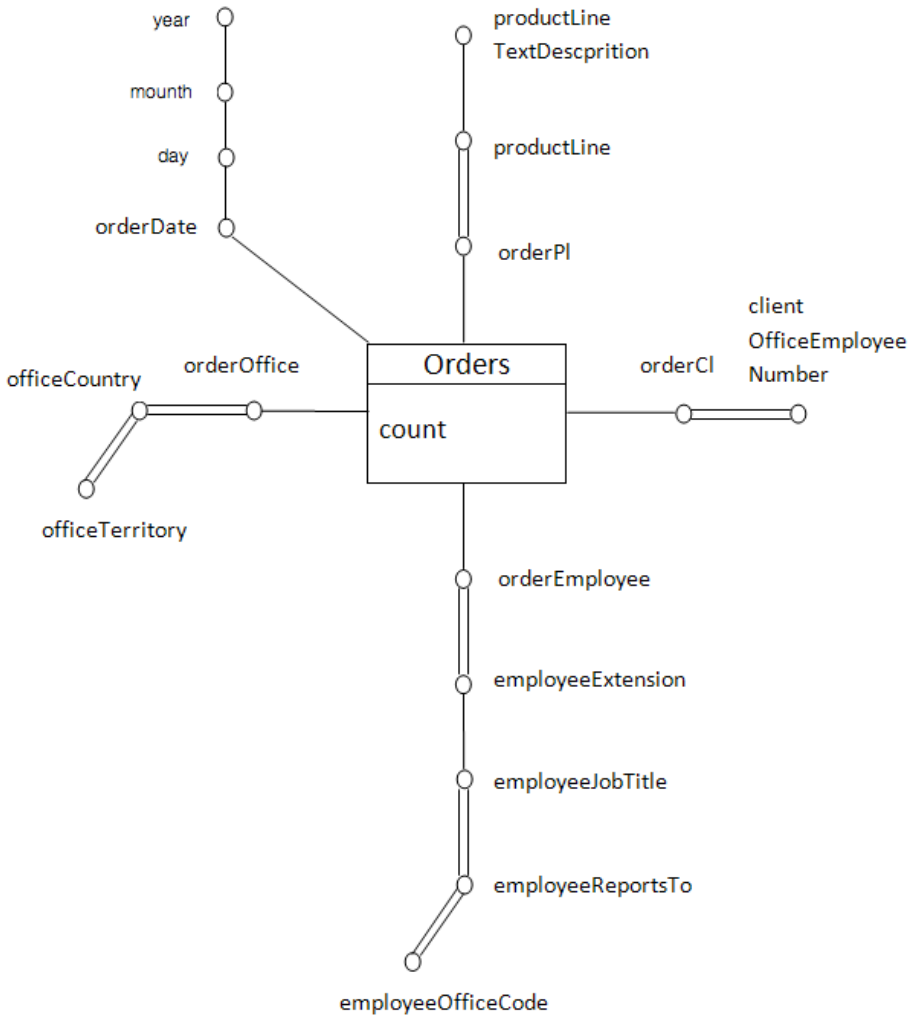 year
mounth
day
orderDate
productLine
TextDescprition
productLine
orderPl
client
OfficeEmployee
Number
orderCl
Orders
count
orderOffice
officeCountry
officeTerritory
orderEmployee
employeeExtension
employeeJobTitle
employeeReportsTo
employeeOfficeCode